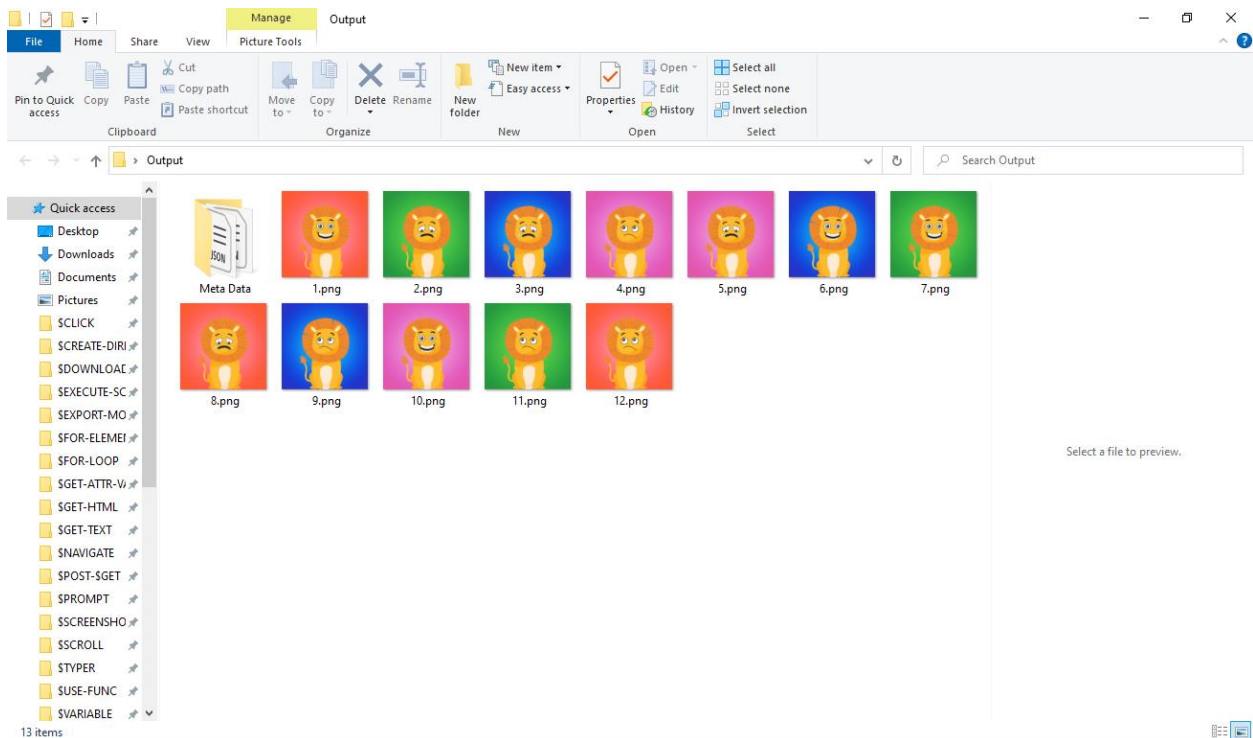 Manage
Output
File
Home
Share
View
Picture Tools
Pin to Quick access
Copy
Paste
Cut
Copy path
Paste shortcut
Clipboard
Move to
Copy to
Delete
Rename
Organize
New folder
New item
Easy access
New
Properties
Open
Edit
History
Open
Select all
Select none
Invert selection
Select
Output
Search Output
Quick access
Desktop
Downloads
Documents
Pictures
$CLICK
$CREATE-DIRI
$DOWNLOAD
$EXECUTE-SC
$EXPORT-MO
$FOR-ELEMEI
$FOR-LOOP
$GET-ATTR-V
$GET-HTML
$GET-TEXT
$NAVIGATE
$POST-$GET
$PROMPT
$SCREENSHO
$SCROLL
$TYPER
$USE-FUNC
$VARIABLE
JSON
Meta Data
1.png
2.png
3.png
4.png
5.png
6.png
7.png
8.png
9.png
10.png
11.png
12.png
Select a file to preview.
13 items